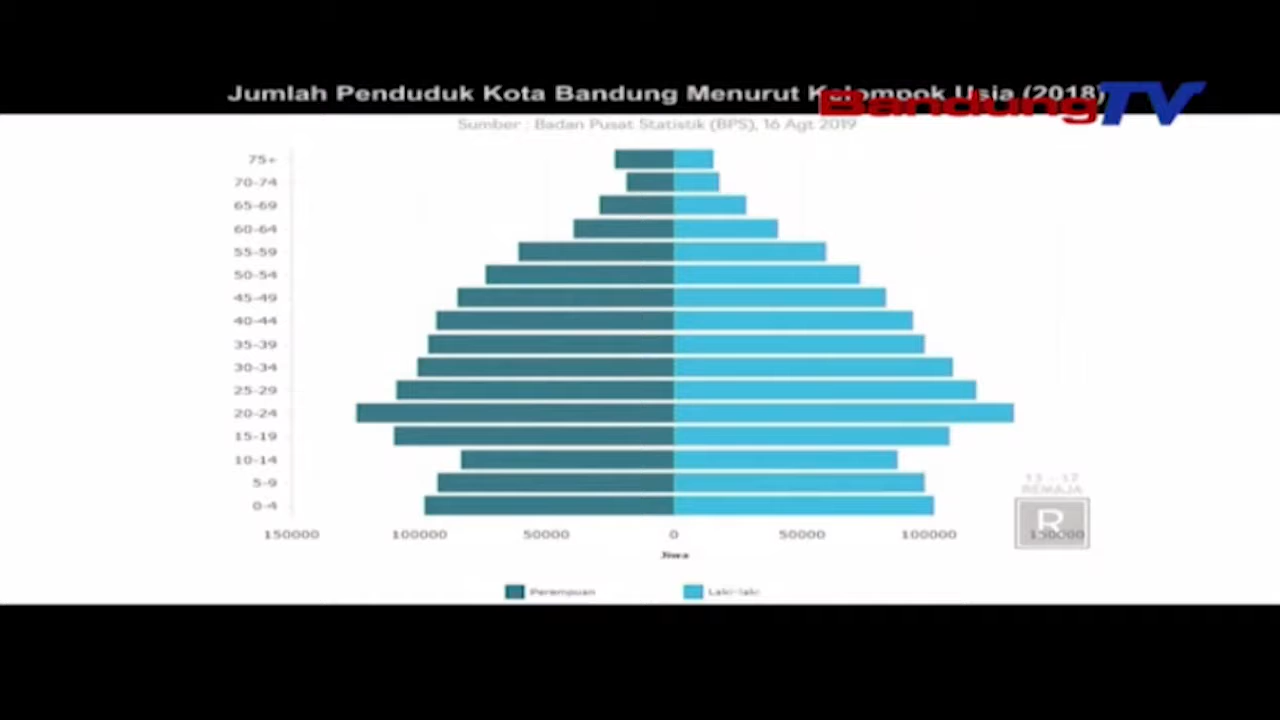 Jumlah Penduduk Kota Bandung Menurut Kelompok Usia (2018)
BandungTV
Sumber : Badan Pusat Statistik (BPS), 16 Agt 2019
75+
70-74
65-69
60-64
55-59
50-54
45-49
40-44
35-39
30-34
25-29
20-24
15-19
10-14
5-9
0-4
13 - 17
REMAJA
R
150000 100000 50000 0 50000 100000 150000
Jiwa
Perempuan Laki-laki